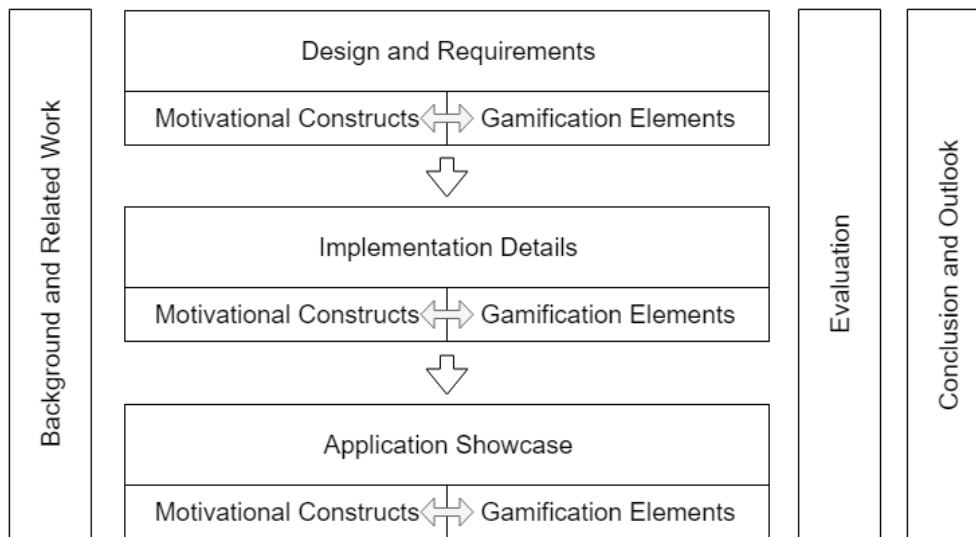 Background and Related Work
Design and Requirements
Motivational Constructs
Gamification Elements
Implementation Details
Motivational Constructs
Gamification Elements
Application Showcase
Motivational Constructs
Gamification Elements
Evaluation
Conclusion and Outlook